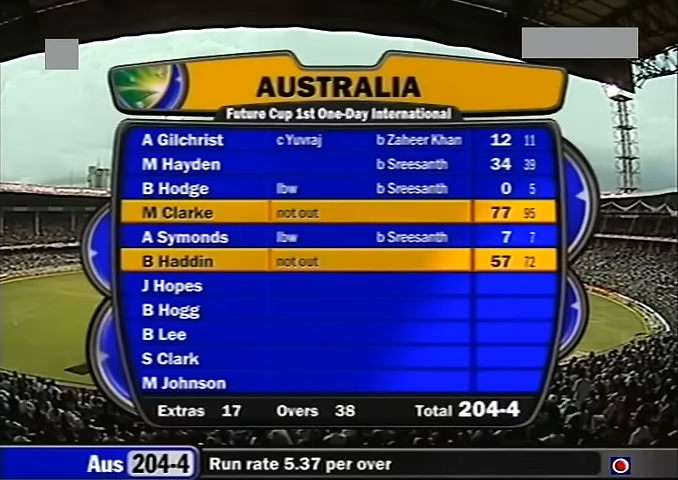 AUSTRALIA
Future Cup 1st One-Day International
A Gilchrist c Yuvraj b Zaheer Khan 12 11
M Hayden b Sreesanth 34 39
B Hodge lbw b Sreesanth 0 5
M Clarke not out 77 95
A Symonds lbw b Sreesanth 7 7
B Haddin not out 57 72
J Hopes
B Hogg
B Lee
S Clark
M Johnson
Extras 17 Overs 38 Total 204-4
Aus 204-4 Run rate 5.37 per over